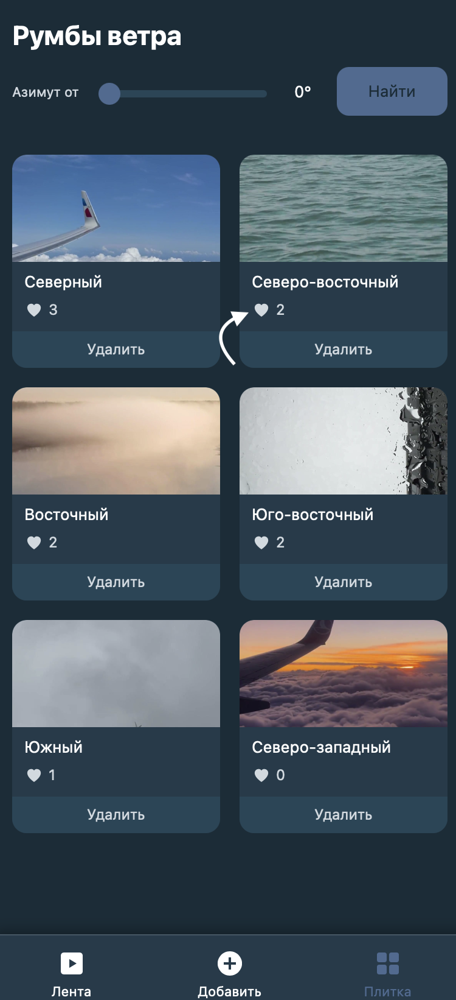 Румбы ветра
Азимут от 0° Найти
Северный
3
Удалить
Северо-восточный
2
Удалить
Восточный
2
Удалить
Юго-восточный
2
Удалить
Южный
1
Удалить
Северо-западный
0
Удалить
Лента Добавить Плитка